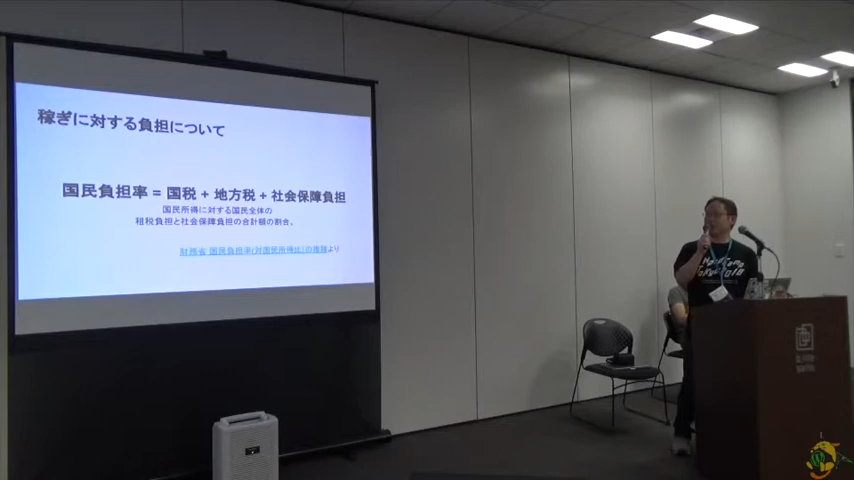 稼ぎに対する負担について
国民負担率 = 国税 + 地方税 + 社会保障負担
国民所得に対する国民全体の
租税負担と社会保障負担の合計額の割合、
財務省 国民負担率(対国民所得比)の推移より